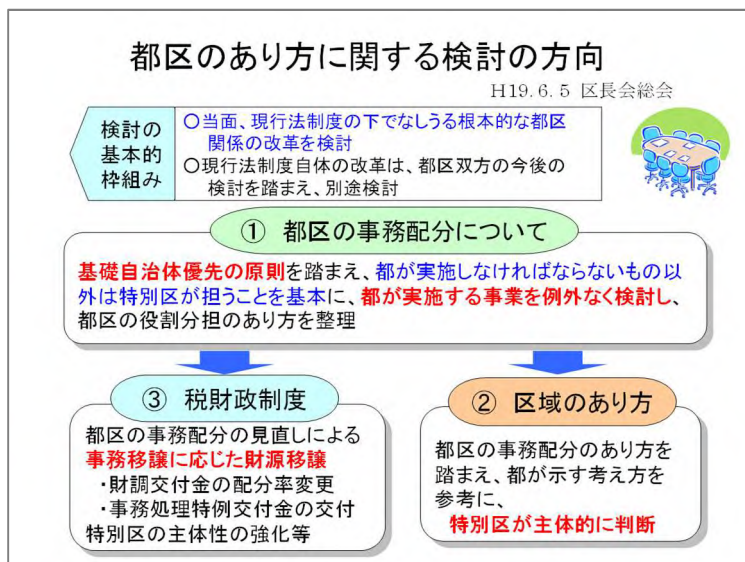 都区のあり方に関する検討の方向
H19.6.5 区長会総会
検討の
基本的
枠組み
○当面、現行法制度の下でなしうる根本的な都区
関係の改革を検討
○現行法制度自体の改革は、都区双方の今後の
検討を踏まえ、別途検討
① 都区の事務配分について
基礎自治体優先の原則を踏まえ、都が実施しなければならないもの以
外は特別区が担うことを基本に、都が実施する事業を例外なく検討し、
都区の役割分担のあり方を整理
③ 税財政制度
都区の事務配分の見直しによる
事務移譲に応じた財源移譲
・財調交付金の配分率変更
・事務処理特例交付金の交付
特別区の主体性の強化等
② 区域のあり方
都区の事務配分のあり方を
踏まえ、都が示す考え方を
参考に、
特別区が主体的に判断